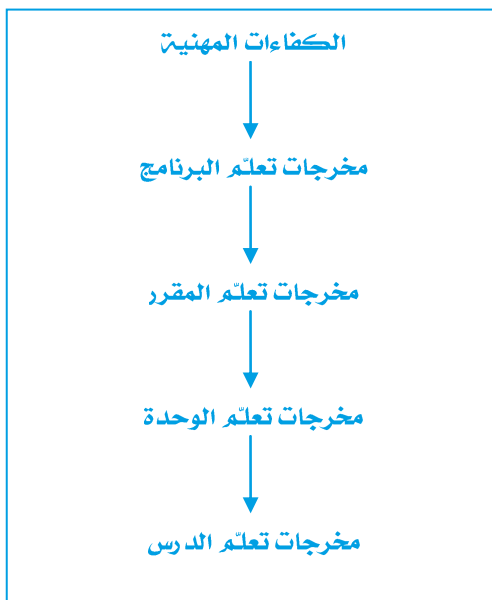 الكفاءات المهنية
مخرجات تعلّم البرنامج
مخرجات تعلّم المقرر
مخرجات تعلّم الوحدة
مخرجات تعلّم الدرس